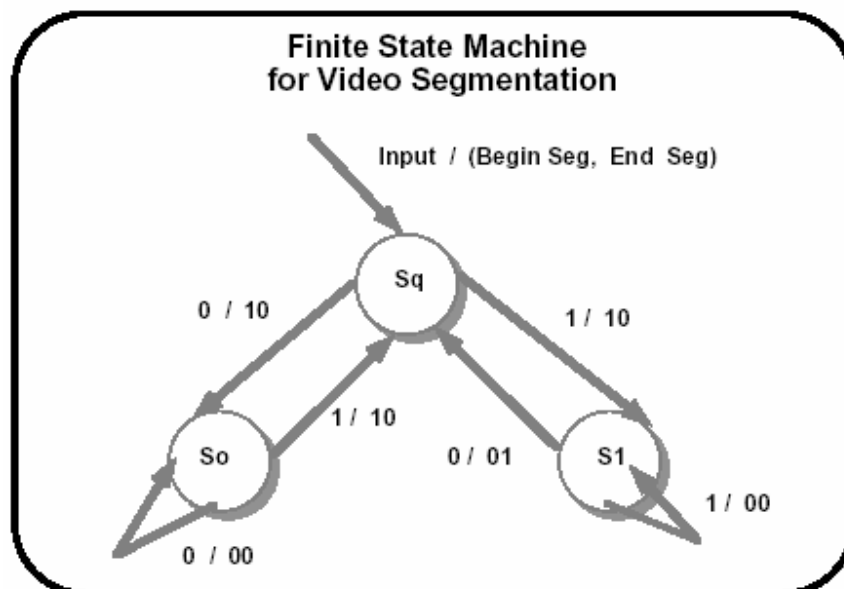 Finite State Machine
for Video Segmentation
Input / (Begin Seg, End Seg)
Sq
0 / 10
1 / 10
1 / 10
So
0 / 01
S1
1 / 00
0 / 00